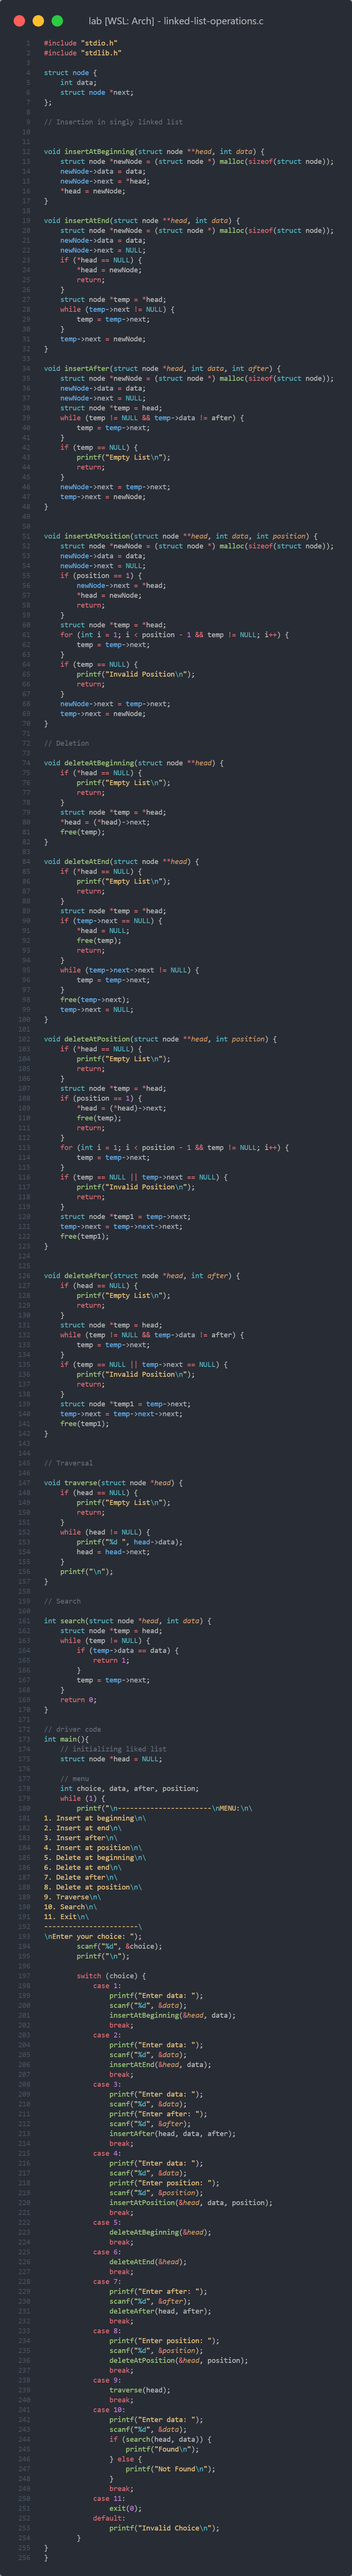 lab [WSL: Arch] - linked-list-operations.c
1 #include "stdio.h"
2 #include "stdlib.h"
3
4 struct node {
5     int data;
6     struct node *next;
7 };
8
9 // Insertion in singly linked list
10
11
12 void insertAtBeginning(struct node **head, int data) {
13     struct node *newNode = (struct node *) malloc(sizeof(struct node));
14     newNode->data = data;
15     newNode->next = *head;
16     *head = newNode;
17 }
18
19 void insertAtEnd(struct node **head, int data) {
20     struct node *newNode = (struct node *) malloc(sizeof(struct node));
21     newNode->data = data;
22     newNode->next = NULL;
23     if (*head == NULL) {
24         *head = newNode;
25         return;
26     }
27     struct node *temp = *head;
28     while (temp->next != NULL) {
29         temp = temp->next;
30     }
31     temp->next = newNode;
32 }
33
34 void insertAfter(struct node *head, int data, int after) {
35     struct node *newNode = (struct node *) malloc(sizeof(struct node));
36     newNode->data = data;
37     newNode->next = NULL;
38     struct node *temp = head;
39     while (temp != NULL && temp->data != after) {
40         temp = temp->next;
41     }
42     if (temp == NULL) {
43         printf("Empty List\n");
44         return;
45     }
46     newNode->next = temp->next;
47     temp->next = newNode;
48 }
49
50
51 void insertAtPosition(struct node **head, int data, int position) {
52     struct node *newNode = (struct node *) malloc(sizeof(struct node));
53     newNode->data = data;
54     newNode->next = NULL;
55     if (position == 1) {
56         newNode->next = *head;
57         *head = newNode;
58         return;
59     }
60     struct node *temp = *head;
61     for (int i = 1; i < position - 1 && temp != NULL; i++) {
62         temp = temp->next;
63     }
64     if (temp == NULL) {
65         printf("Invalid Position\n");
66         return;
67     }
68     newNode->next = temp->next;
69     temp->next = newNode;
70 }
71
72 // Deletion
73
74 void deleteAtBeginning(struct node **head) {
75     if (*head == NULL) {
76         printf("Empty List\n");
77         return;
78     }
79     struct node *temp = *head;
80     *head = (*head)->next;
81     free(temp);
82 }
83
84 void deleteAtEnd(struct node **head) {
85     if (*head == NULL) {
86         printf("Empty List\n");
87         return;
88     }
89     struct node *temp = *head;
90     if (temp->next == NULL) {
91         *head = NULL;
92         free(temp);
93         return;
94     }
95     while (temp->next->next != NULL) {
96         temp = temp->next;
97     }
98     free(temp->next);
99     temp->next = NULL;
100 }
101
102 void deleteAtPosition(struct node **head, int position) {
103     if (*head == NULL) {
104         printf("Empty List\n");
105         return;
106     }
107     struct node *temp = *head;
108     if (position == 1) {
109         *head = (*head)->next;
110         free(temp);
111         return;
112     }
113     for (int i = 1; i < position - 1 && temp != NULL; i++) {
114         temp = temp->next;
115     }
116     if (temp == NULL || temp->next == NULL) {
117         printf("Invalid Position\n");
118         return;
119     }
120     struct node *temp1 = temp->next;
121     temp->next = temp->next->next;
122     free(temp1);
123 }
124
125
126 void deleteAfter(struct node *head, int after) {
127     if (head == NULL) {
128         printf("Empty List\n");
129         return;
130     }
131     struct node *temp = head;
132     while (temp != NULL && temp->data != after) {
133         temp = temp->next;
134     }
135     if (temp == NULL || temp->next == NULL) {
136         printf("Invalid Position\n");
137         return;
138     }
139     struct node *temp1 = temp->next;
140     temp->next = temp->next->next;
141     free(temp1);
142 }
143
144
145 // Traversal
146
147 void traverse(struct node *head) {
148     if (head == NULL) {
149         printf("Empty List\n");
150         return;
151     }
152     while (head != NULL) {
153         printf("%d ", head->data);
154         head = head->next;
155     }
156     printf("\n");
157 }
158
159 // Search
160
161 int search(struct node *head, int data) {
162     struct node *temp = head;
163     while (temp != NULL) {
164         if (temp->data == data) {
165             return 1;
166         }
167         temp = temp->next;
168     }
169     return 0;
170 }
171
172 // driver code
173 int main(){
174     // initializing liked list
175     struct node *head = NULL;
176
177     // menu
178     int choice, data, after, position;
179     while (1) {
180         printf("\n-----------------------\nMENU:\n\
181 1. Insert at beginning\n\
182 2. Insert at end\n\
183 3. Insert after\n\
184 4. Insert at position\n\
185 5. Delete at beginning\n\
186 6. Delete at end\n\
187 7. Delete after\n\
188 8. Delete at position\n\
189 9. Traverse\n\
190 10. Search\n\
191 11. Exit\n\
192 -----------------------\
193 \nEnter your choice: ");
194         scanf("%d", &choice);
195         printf("\n");
196
197         switch (choice) {
198             case 1:
199                 printf("Enter data: ");
200                 scanf("%d", &data);
201                 insertAtBeginning(&head, data);
202                 break;
203             case 2:
204                 printf("Enter data: ");
205                 scanf("%d", &data);
206                 insertAtEnd(&head, data);
207                 break;
208             case 3:
209                 printf("Enter data: ");
210                 scanf("%d", &data);
211                 printf("Enter after: ");
212                 scanf("%d", &after);
213                 insertAfter(head, data, after);
214                 break;
215             case 4:
216                 printf("Enter data: ");
217                 scanf("%d", &data);
218                 printf("Enter position: ");
219                 scanf("%d", &position);
220                 insertAtPosition(&head, data, position);
221                 break;
222             case 5:
223                 deleteAtBeginning(&head);
224                 break;
225             case 6:
226                 deleteAtEnd(&head);
227                 break;
228             case 7:
229                 printf("Enter after: ");
230                 scanf("%d", &after);
231                 deleteAfter(head, after);
232                 break;
233             case 8:
234                 printf("Enter position: ");
235                 scanf("%d", &position);
236                 deleteAtPosition(&head, position);
237                 break;
238             case 9:
239                 traverse(head);
240                 break;
241             case 10:
242                 printf("Enter data: ");
243                 scanf("%d", &data);
244                 if (search(head, data)) {
245                     printf("Found\n");
246                 } else {
247                     printf("Not Found\n");
248                 }
249                 break;
250             case 11:
251                 exit(0);
252             default:
253                 printf("Invalid Choice\n");
254         }
255 }
256 }